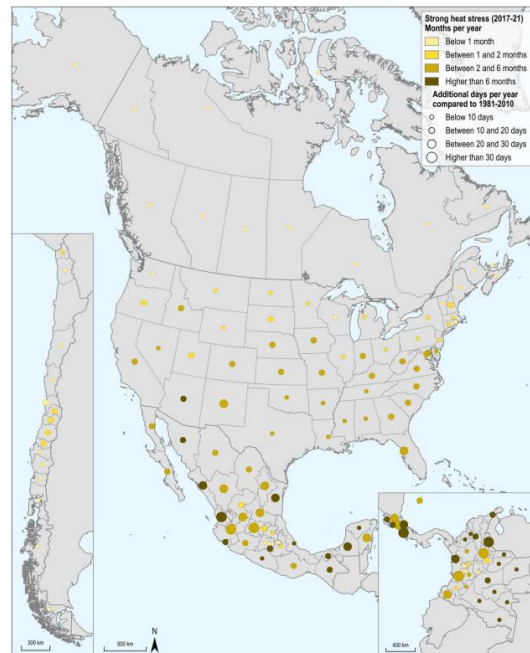 Strong heat stress (2017-21)
Months per year
Below 1 month
Between 1 and 2 months
Between 2 and 6 months
Higher than 6 months
Additional days per year
compared to 1981-2010
Below 10 days
Between 10 and 20 days
Between 20 and 30 days
Higher than 30 days
300 km
500 km
N
400 km